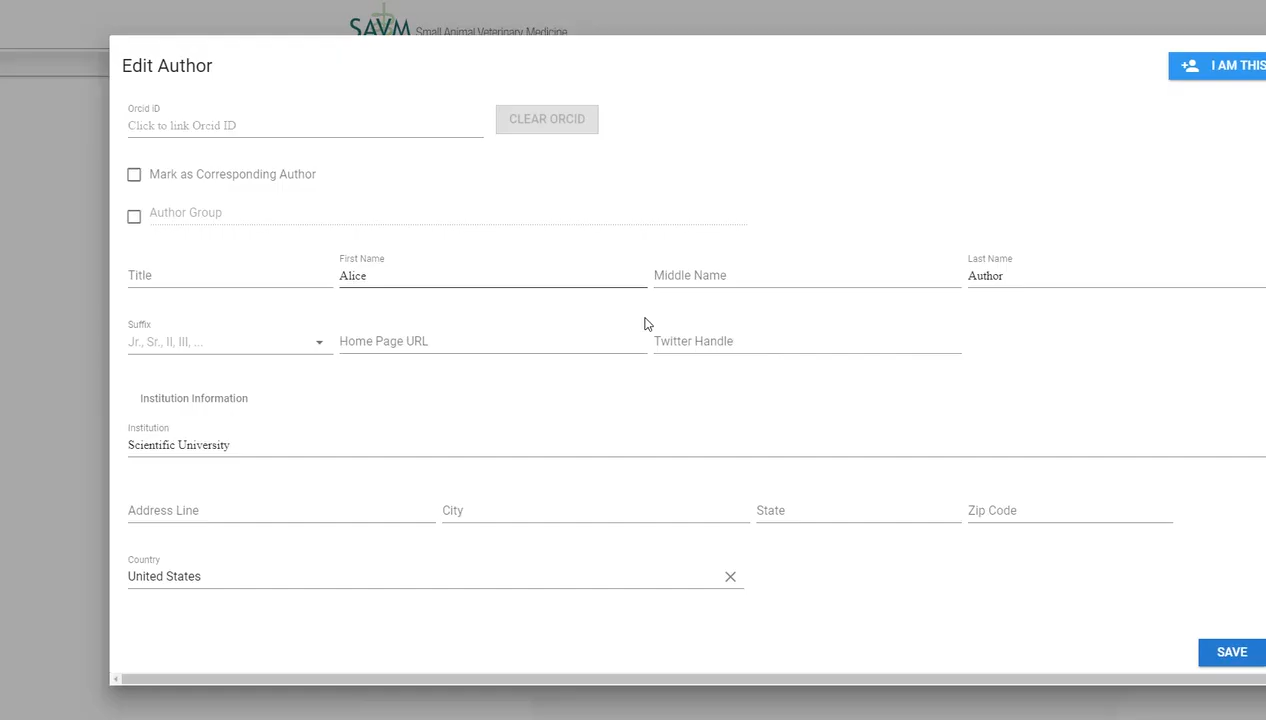 SAVM Small Animal Veterinary Medicine
Edit Author
I AM THIS
Orcid iD
Click to link Orcid ID
CLEAR ORCID
Mark as Corresponding Author
Author Group
First Name
Last Name
Title
Alice
Middle Name
Author
Suffix
Jr., Sr., II, III, ...
Home Page URL
Twitter Handle
Institution Information
Institution
Scientific University
Address Line
City
State
Zip Code
Country
United States
SAVE